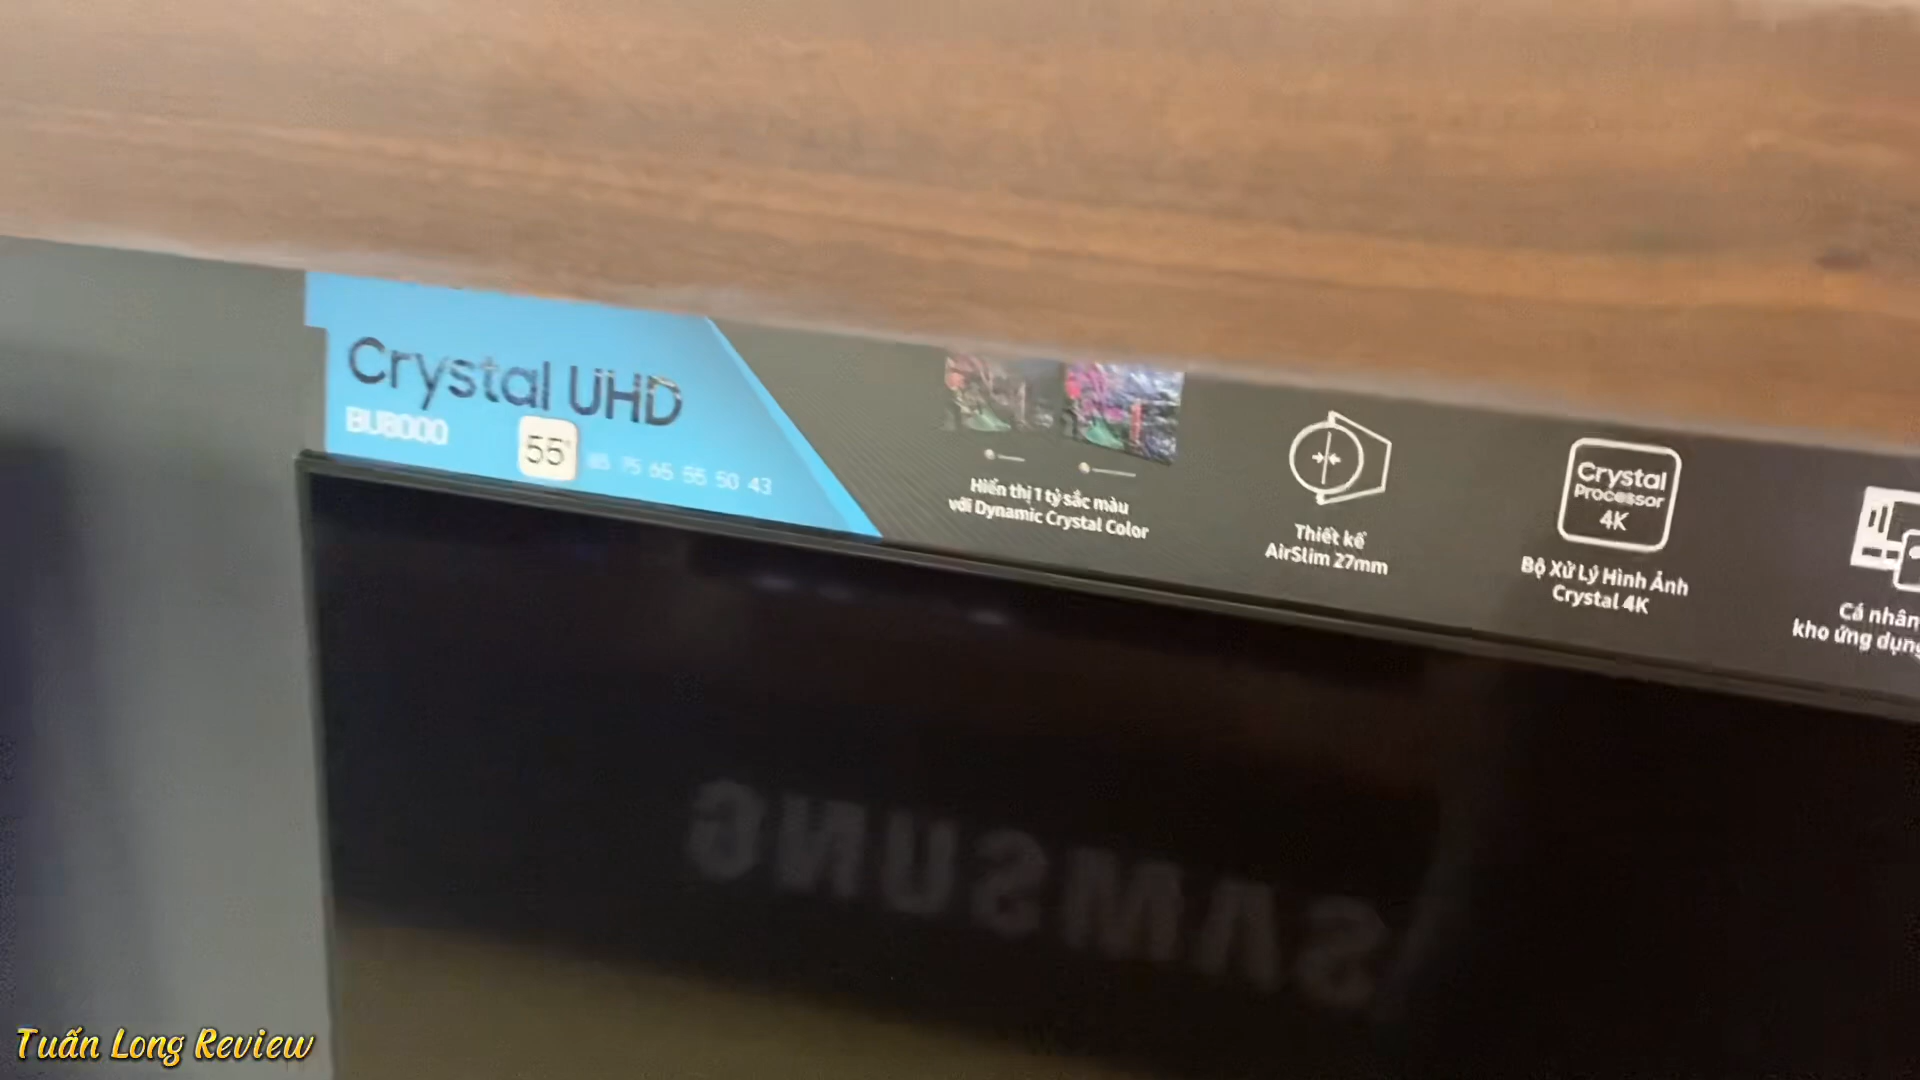 Crystal UHD
BU8000
55"
85 75 65 55 50 43
Hiển thị 1 tỷ sắc màu
với Dynamic Crystal Color
Thiết kế
AirSlim 27mm
Crystal
Processor
4K
Bộ Xử Lý Hình Ảnh
Crystal 4K
Cá nhân
kho ứng dụng
SAMSUNG
Tuấn Long Review